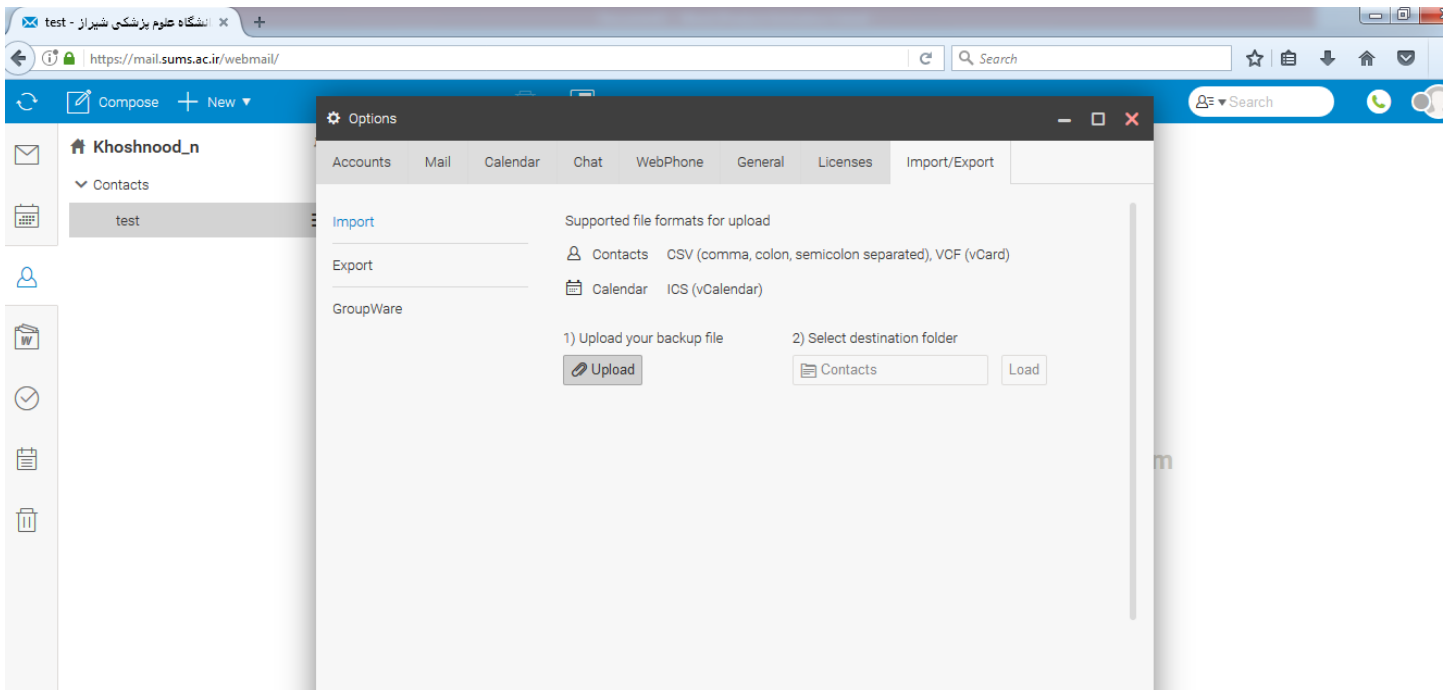 test - دانشگاه علوم پزشکی شیراز
https://mail.sums.ac.ir/webmail/
Search
Compose
New
Search
Options
Khoshnood_n
Accounts Mail Calendar Chat WebPhone General Licenses Import/Export
Contacts
test
Import
Supported file formats for upload
Contacts CSV (comma, colon, semicolon separated), VCF (vCard)
Export
Calendar ICS (vCalendar)
GroupWare
1) Upload your backup file 2) Select destination folder
Upload Contacts Load
m